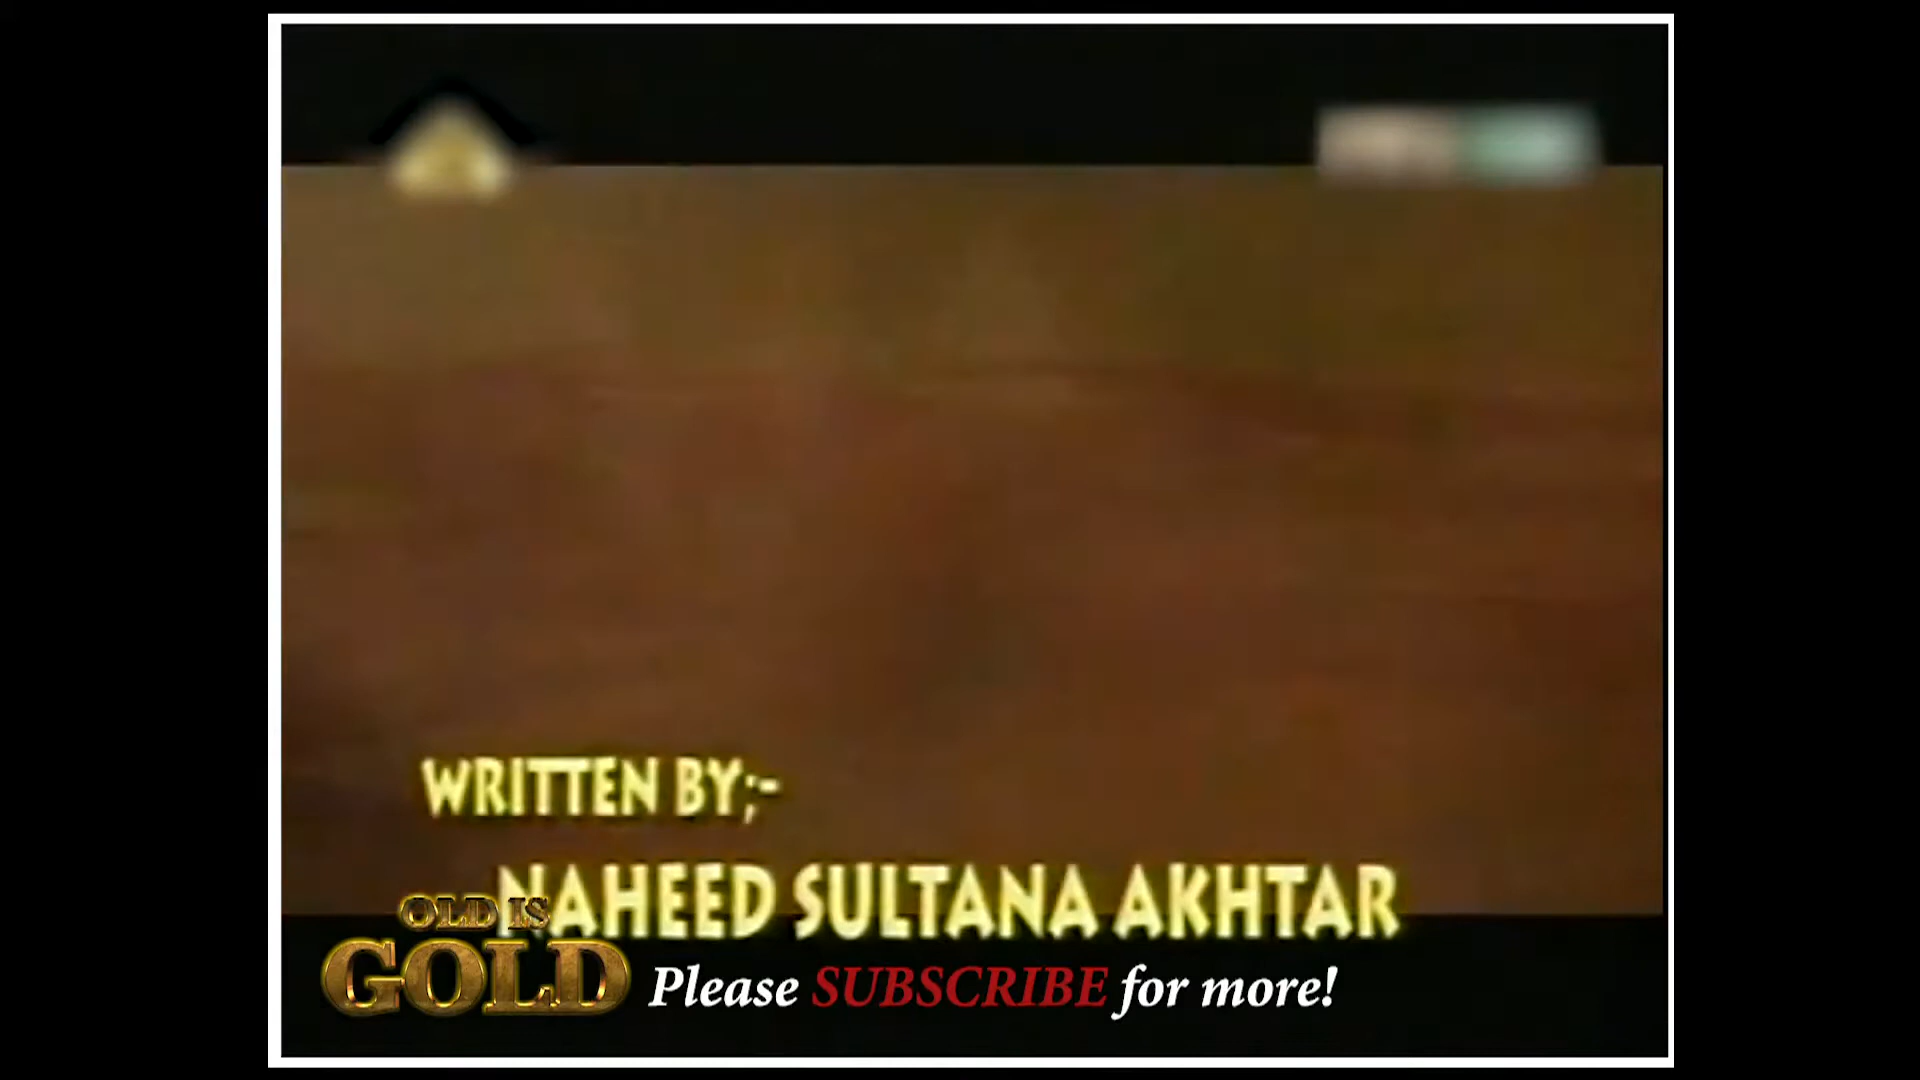 WRITTEN BY;-
NAHEED SULTANA AKHTAR
OLD IS
GOLD
Please SUBSCRIBE for more!